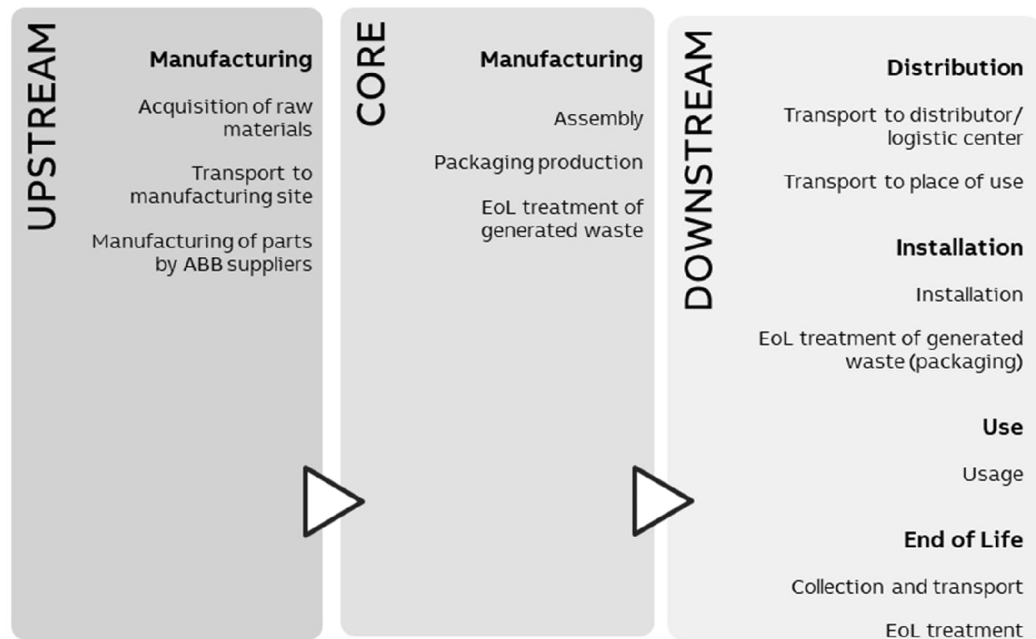 UPSTREAM
Manufacturing
Acquisition of raw
materials
Transport to
manufacturing site
Manufacturing of parts
by ABB suppliers
CORE
Manufacturing
Assembly
Packaging production
EoL treatment of
generated waste
DOWNSTREAM
Distribution
Transport to distributor/
logistic center
Transport to place of use
Installation
Installation
EoL treatment of generated
waste (packaging)
Use
Usage
End of Life
Collection and transport
EoL treatment